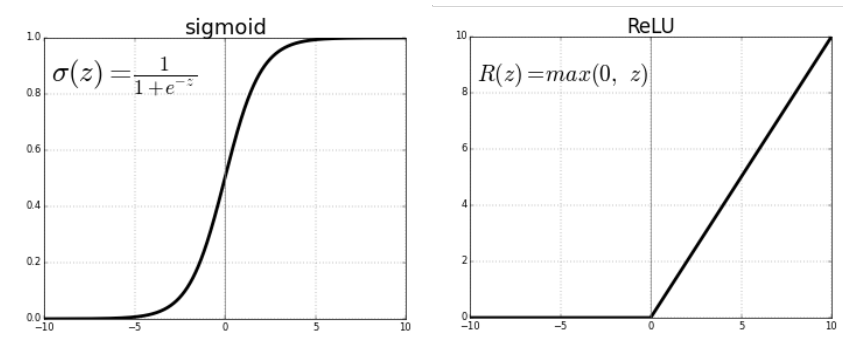 sigmoid
σ(z) = 1 / (1+e^{-z})
1.0
0.8
0.6
0.4
0.2
0.0
−10 −5 0 5 10
ReLU
R(z)=max(0, z)
10
8
6
4
2
0
−10 −5 0 5 10